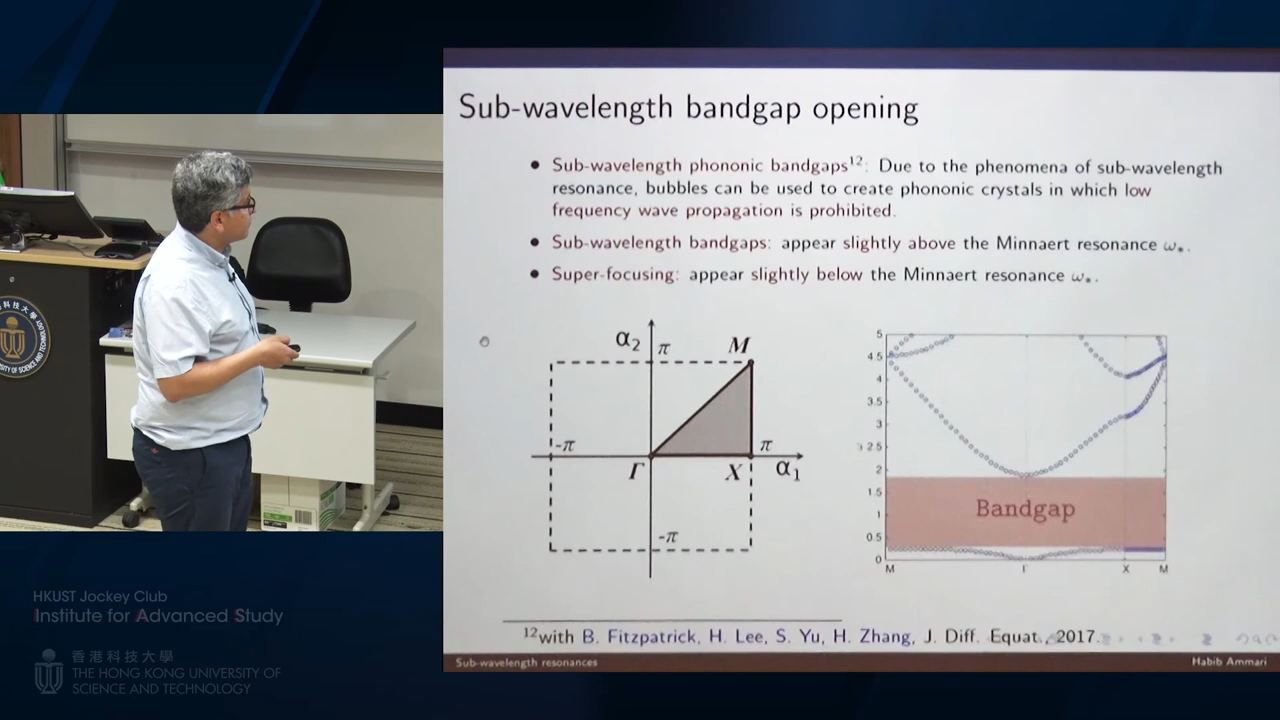 Sub-wavelength bandgap opening
• Sub-wavelength phononic bandgaps12: Due to the phenomena of sub-wavelength
resonance, bubbles can be used to create phononic crystals in which low
frequency wave propagation is prohibited.
• Sub-wavelength bandgaps: appear slightly above the Minnaert resonance ω*.
• Super-focusing: appear slightly below the Minnaert resonance ω*.
α2 π M
-π π
Γ X α1
-π
5
4.5
4
3.5
3
2.5
2
1.5
1
0.5
0
Bandgap
M Γ X M
12with B. Fitzpatrick, H. Lee, S. Yu, H. Zhang, J. Diff. Equat., 2017.
Sub-wavelength resonances Habib Ammari
HKUST Jockey Club
Institute for Advanced Study
香港科技大學
THE HONG KONG UNIVERSITY OF
SCIENCE AND TECHNOLOGY